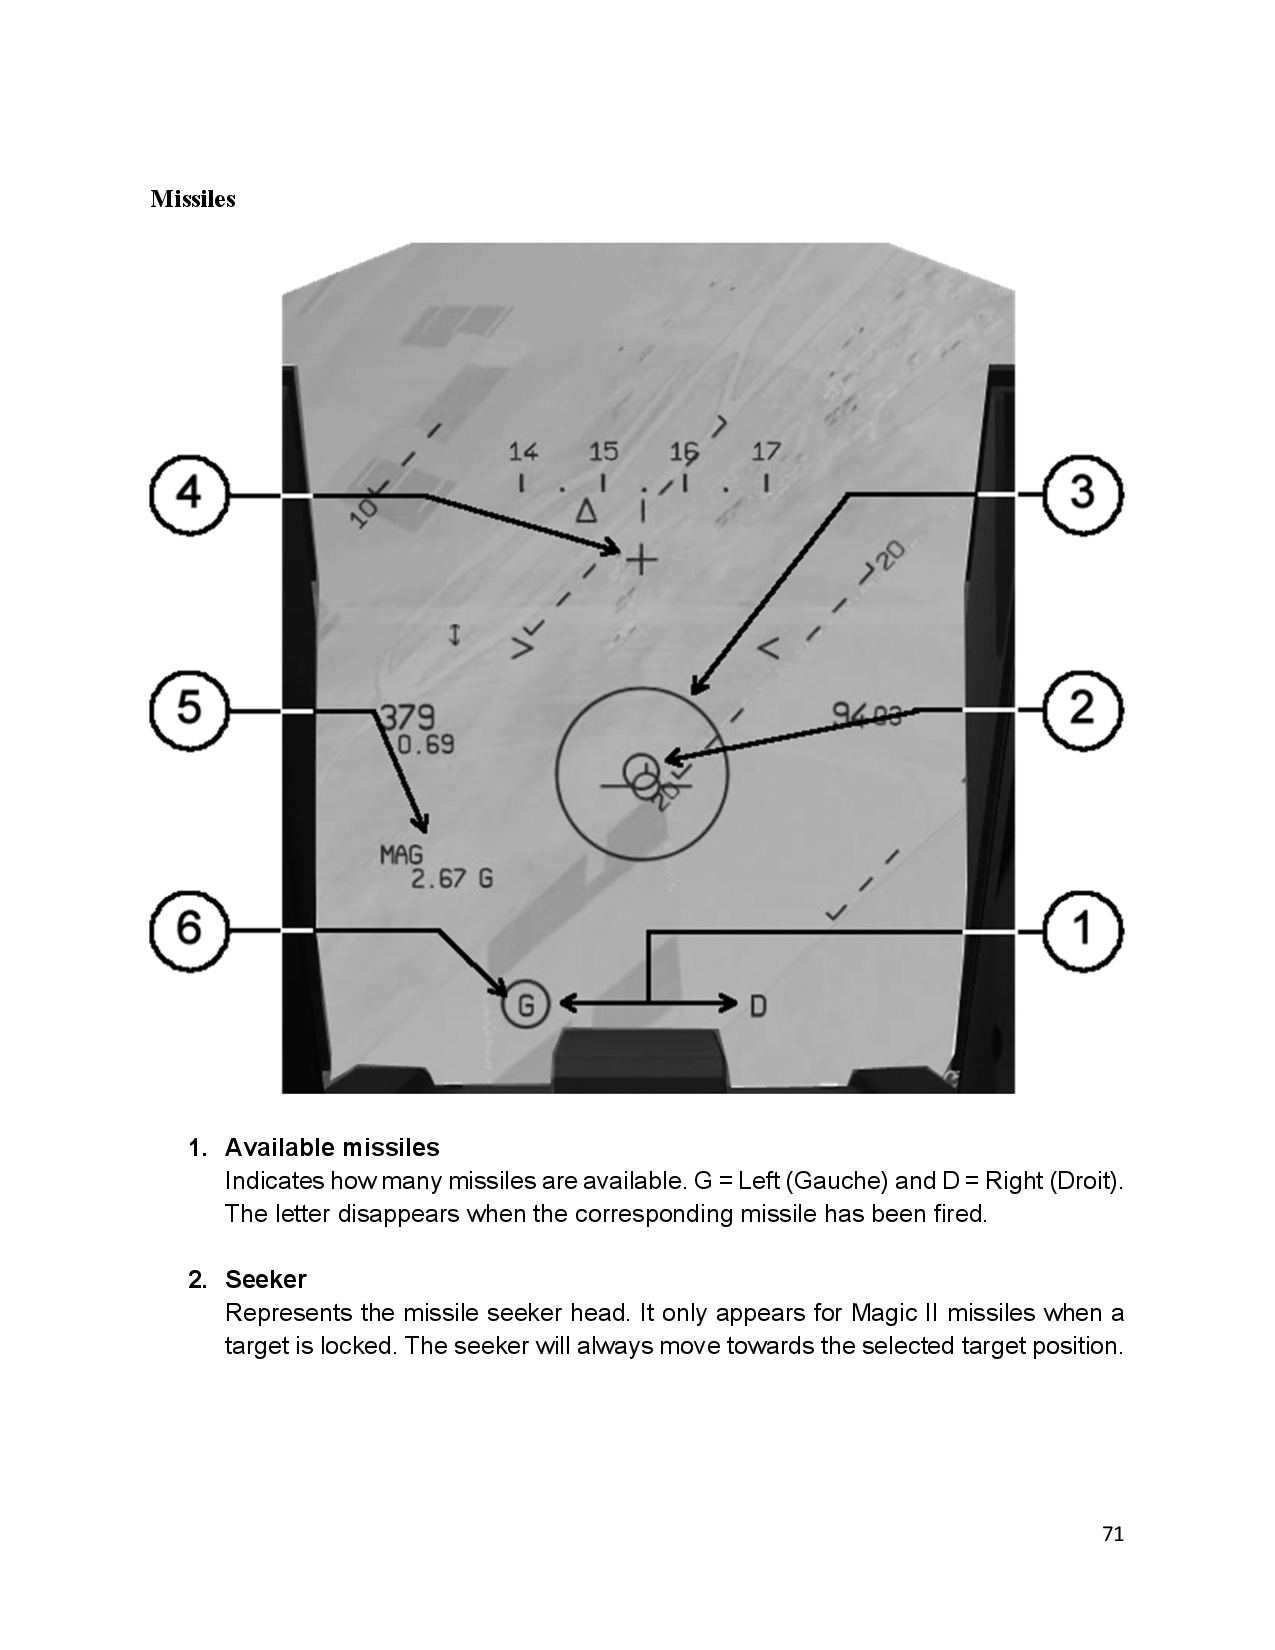 Missiles
14 15 16 17
4
3
10
20
5
379
0.69
9403
2
20
MAG
2.67 G
6
1
G
D
1. Available missiles
Indicates how many missiles are available. G = Left (Gauche) and D = Right (Droit).
The letter disappears when the corresponding missile has been fired.
2. Seeker
Represents the missile seeker head. It only appears for Magic II missiles when a
target is locked. The seeker will always move towards the selected target position.
71